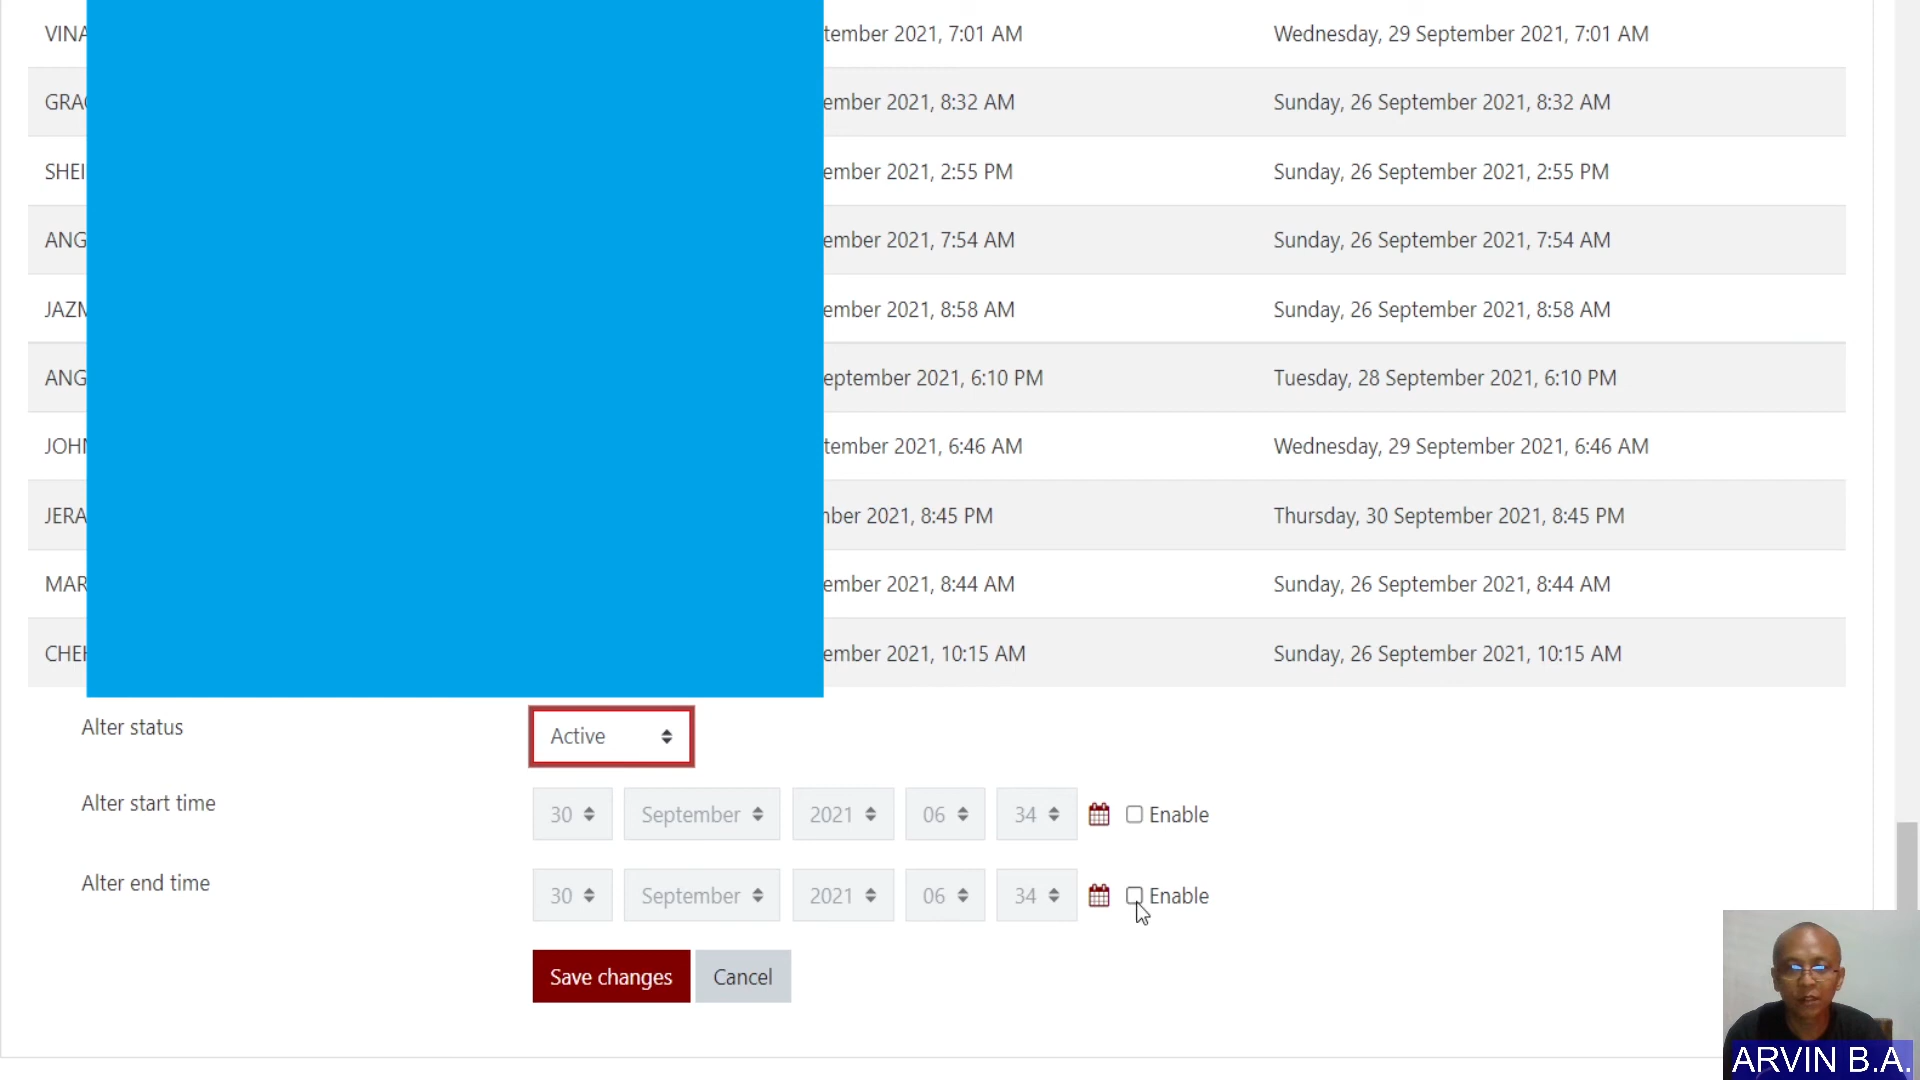 VINA tember 2021, 7:01 AM Wednesday, 29 September 2021, 7:01 AM
GRAC ember 2021, 8:32 AM Sunday, 26 September 2021, 8:32 AM
SHEI ember 2021, 2:55 PM Sunday, 26 September 2021, 2:55 PM
ANG ember 2021, 7:54 AM Sunday, 26 September 2021, 7:54 AM
JAZM ember 2021, 8:58 AM Sunday, 26 September 2021, 8:58 AM
ANG eptember 2021, 6:10 PM Tuesday, 28 September 2021, 6:10 PM
JOHN tember 2021, 6:46 AM Wednesday, 29 September 2021, 6:46 AM
JERA mber 2021, 8:45 PM Thursday, 30 September 2021, 8:45 PM
MAR ember 2021, 8:44 AM Sunday, 26 September 2021, 8:44 AM
CHE ember 2021, 10:15 AM Sunday, 26 September 2021, 10:15 AM
Alter status Active
Alter start time 30 September 2021 06 34 Enable
Alter end time 30 September 2021 06 34 Enable
Save changes Cancel
ARVIN B.A.